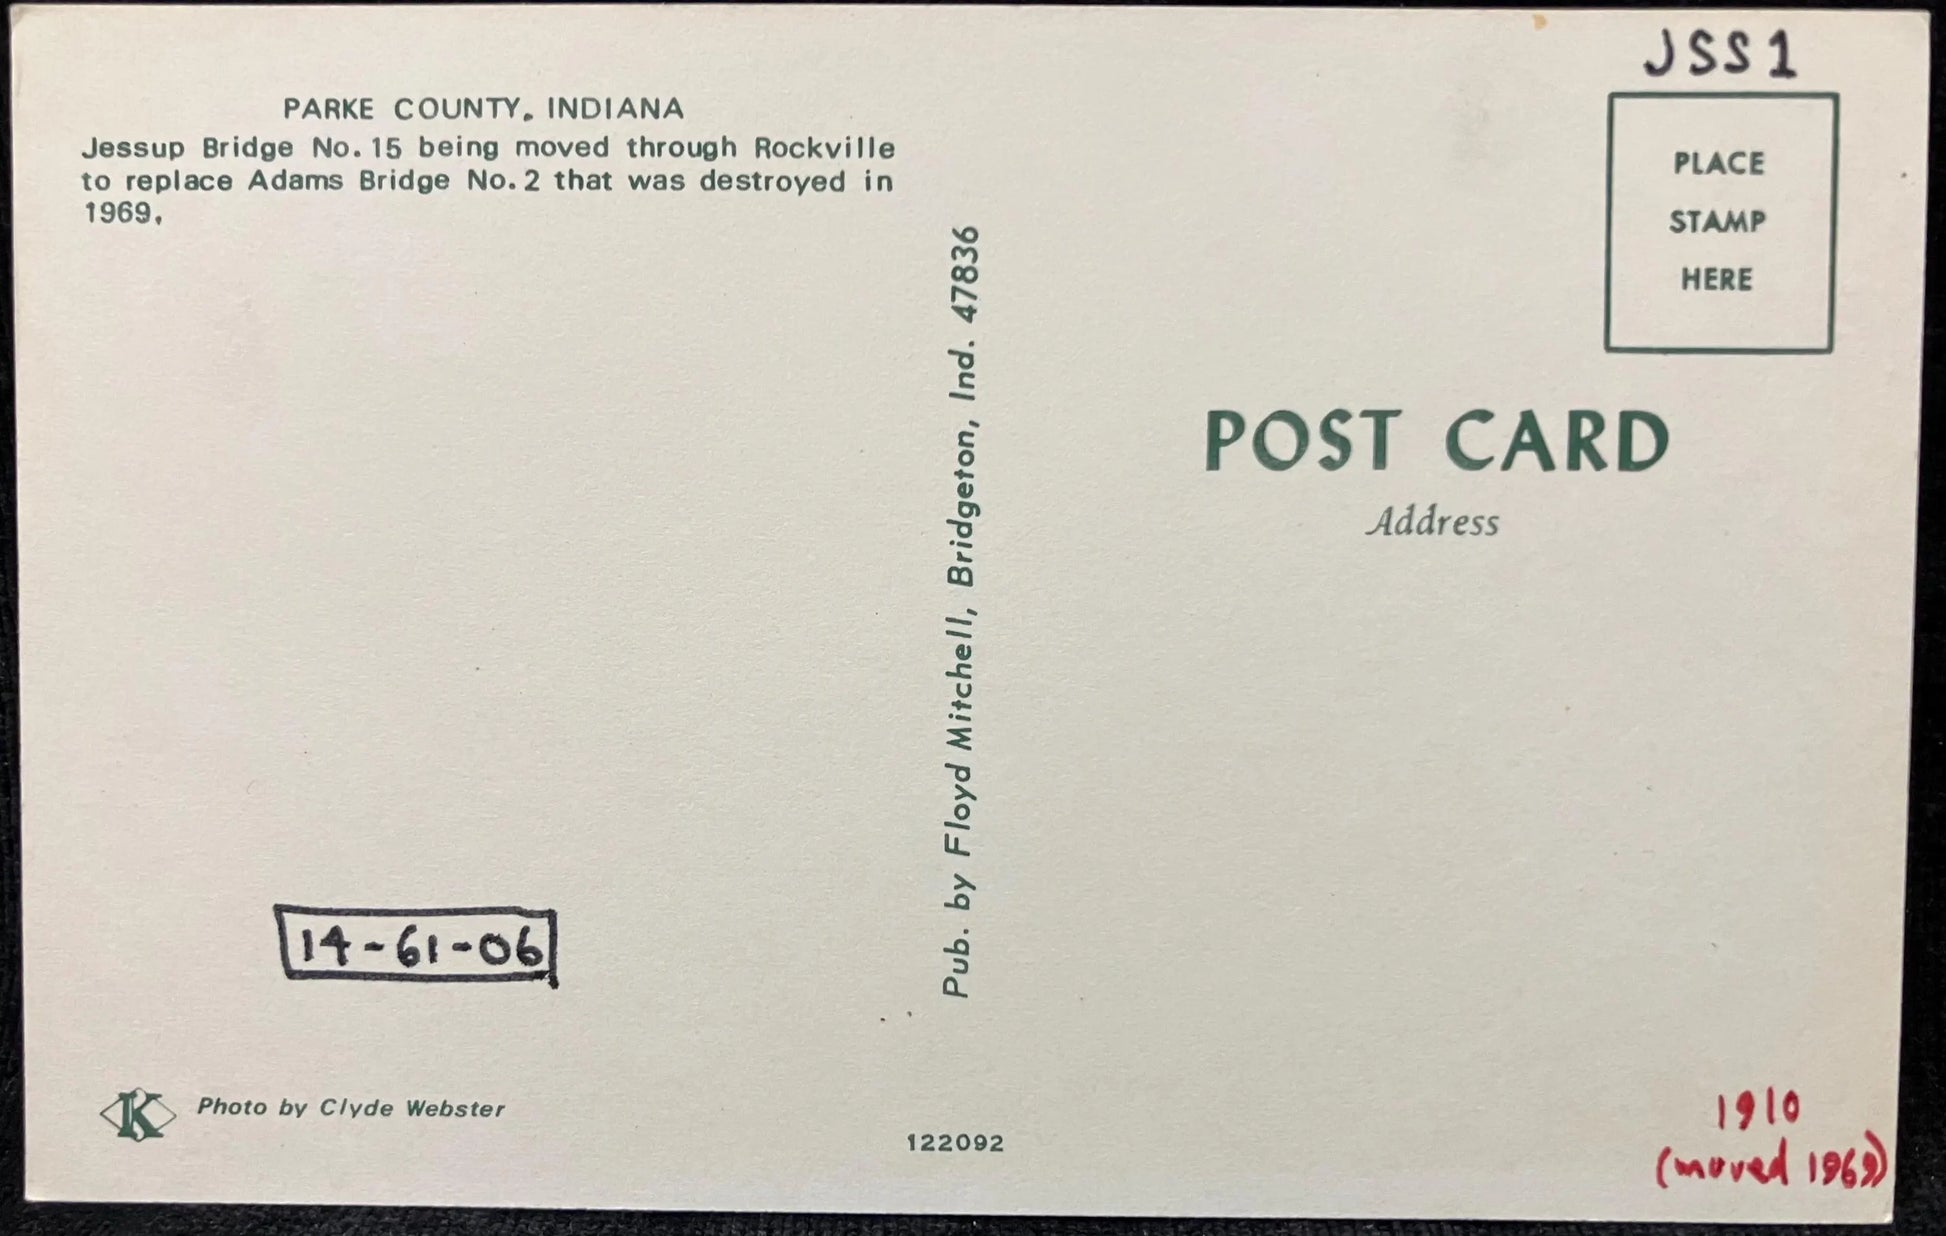 PARKE COUNTY, INDIANA
Jessup Bridge No. 15 being moved through Rockville
to replace Adams Bridge No. 2 that was destroyed in
1969.
14-61-06
K
Photo by Clyde Webster
Pub. by Floyd Mitchell, Bridgeton, Ind. 47836
122092
JSS1
PLACE
STAMP
HERE
POST CARD
Address
1910
(moved 1969)